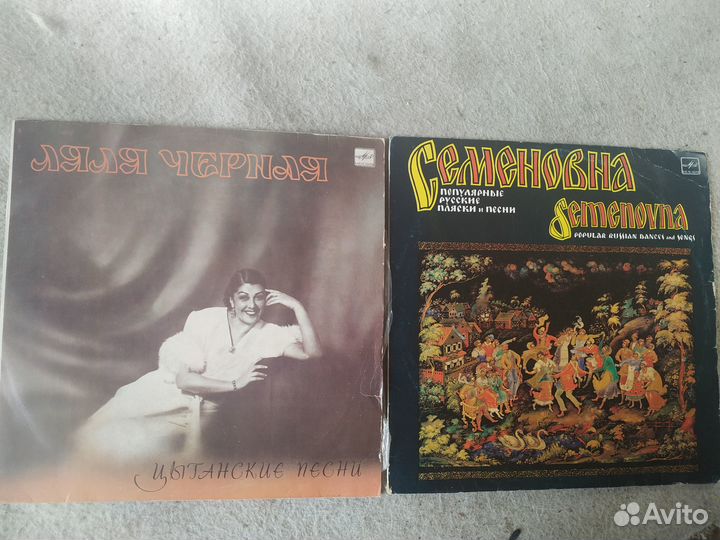 ЛЯЛЯ ЧЕРНАЯ
ЦЫГАНСКИЕ ПЕСНИ
СЕМЕНОВНА
ПОПУЛЯРНЫЕ
РУССКИЕ
ПЛЯСКИ и ПЕСНИ
Semenovna
POPULAR RUSSIAN DANCES and SONGS
Avito